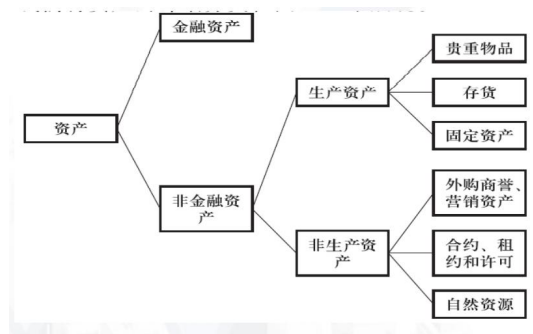 金融资产
贵重物品
生产资产
存货
资产
固定资产
外购商誉、
营销资产
非金融资
产
非生产资
产
合约、租
约和许可
自然资源